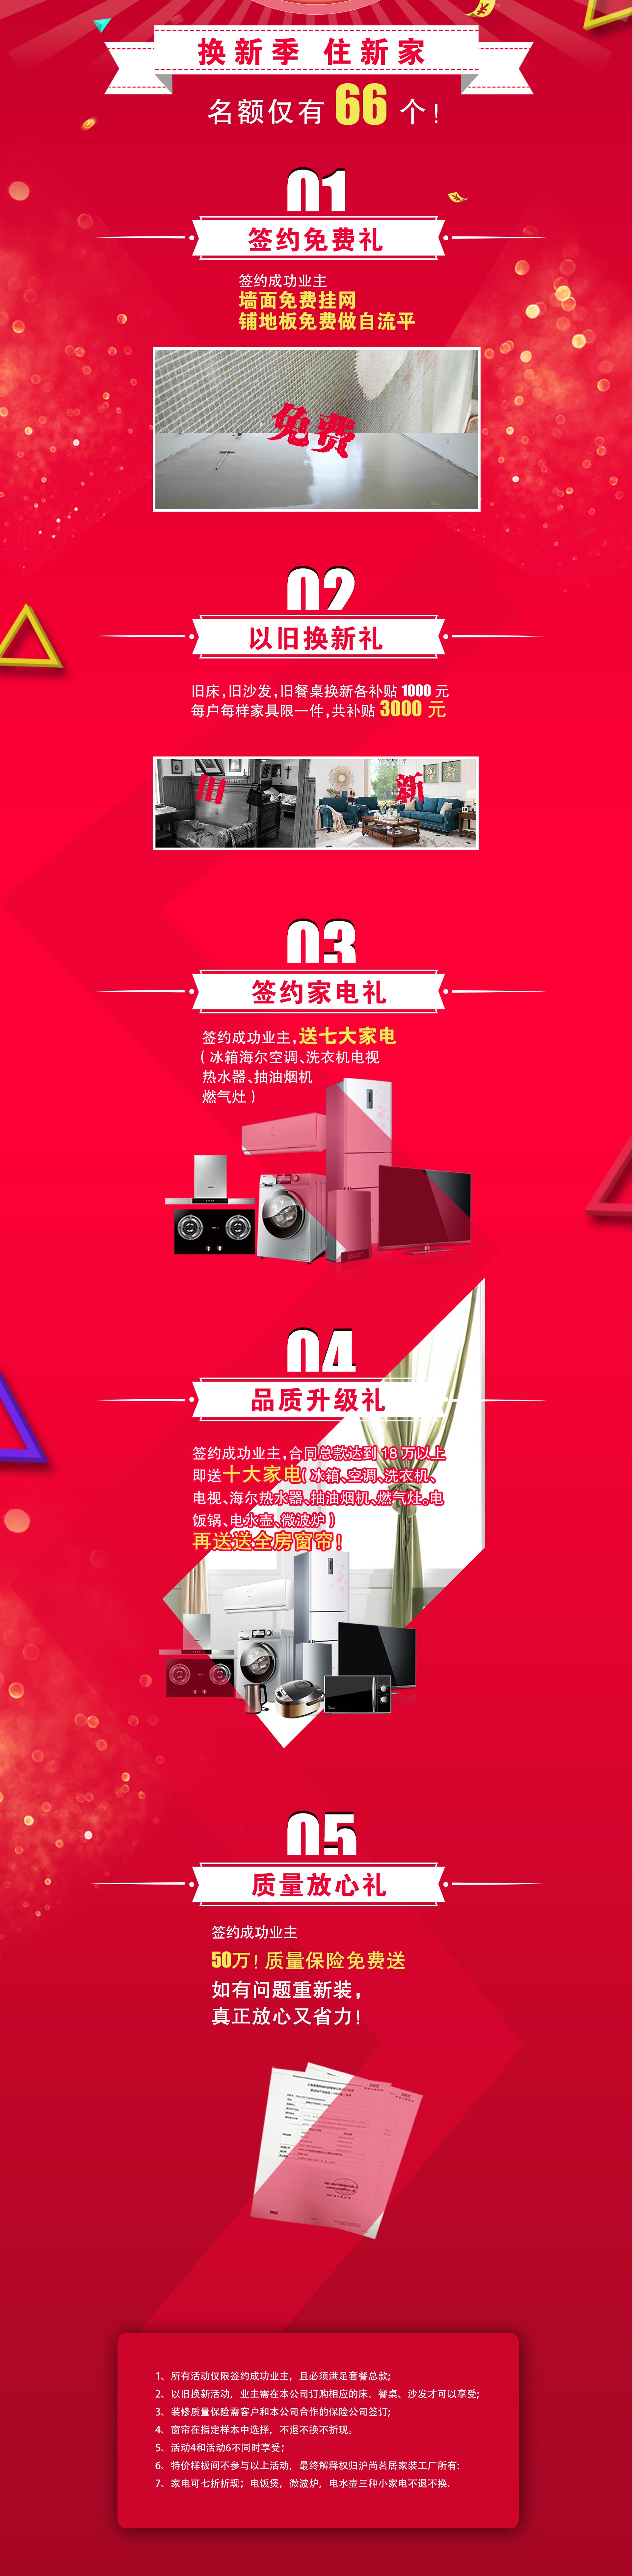 换新季 住新家
名额仅有 66 个！
01
签约免费礼
签约成功业主
墙面免费挂网
铺地板免费做自流平
免费
02
以旧换新礼
旧床，旧沙发，旧餐桌换新各补贴 1000 元
每户每样家具限一件，共补贴 3000 元
旧 新
03
签约家电礼
签约成功业主，送七大家电
（冰箱海尔空调、洗衣机电视
热水器、抽油烟机
燃气灶）
04
品质升级礼
签约成功业主，合同总款达到 18 万以上
即送十大家电（冰箱、空调、洗衣机、
电视、海尔热水器、抽油烟机、燃气灶。电
饭锅、电水壶、微波炉）
再送送全房窗帘！
05
质量放心礼
签约成功业主
50万！质量保险免费送
如有问题重新装，
真正放心又省力！
1、所有活动仅限签约成功业主，且必须满足套餐总款；
2、以旧换新活动，业主需在本公司订购相应的床、餐桌、沙发才可以享受；
3、装修质量保险需客户和本公司合作的保险公司签订；
4、窗帘在指定样本中选择，不退不换不折现。
5、活动4和活动6不同时享受；
6、特价样板间不参与以上活动，最终解释权归沪尚茗居家装工厂所有：
7、家电可七折折现；电饭煲，微波炉，电水壶三种小家电不退不换.